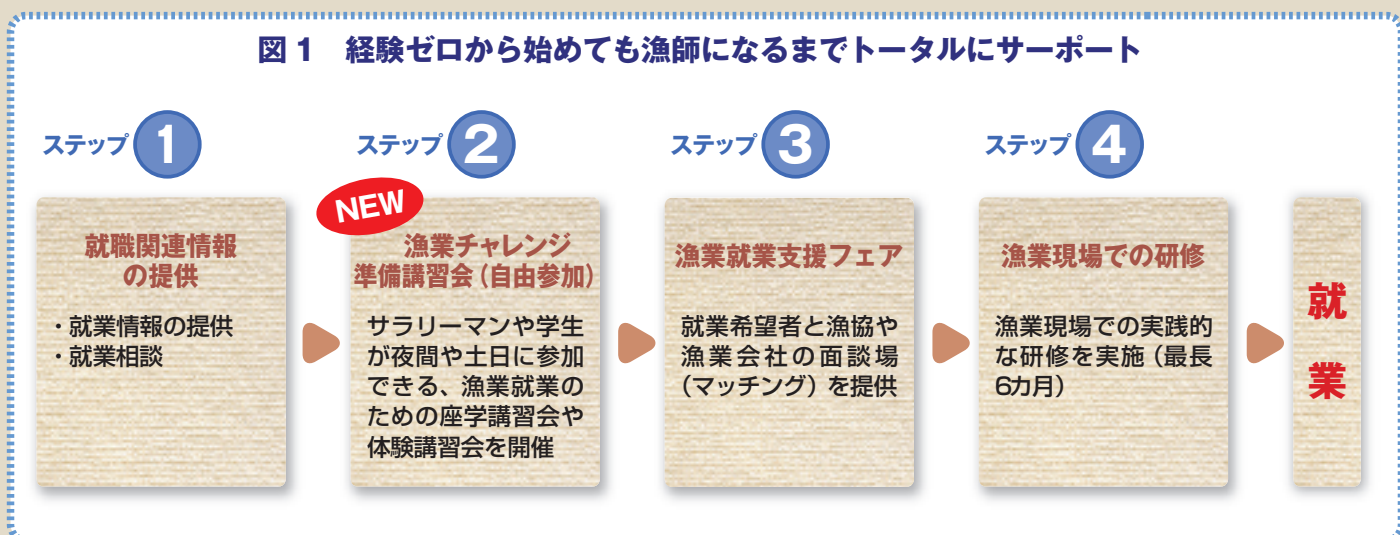 図 1 経験ゼロから始めても漁師になるまでトータルにサーポート
ステップ 1
就職関連情報
の提供
・就業情報の提供
・就業相談
ステップ 2
NEW
漁業チャレンジ
準備講習会(自由参加)
サラリーマンや学生
が夜間や土日に参加
できる、漁業就業の
ための座学講習会や
体験講習会を開催
ステップ 3
漁業就業支援フェア
就業希望者と漁協や
漁業会社の面談場
(マッチング)を提供
ステップ 4
漁業現場での研修
漁業現場での実践的
な研修を実施(最長
6カ月)
就
業